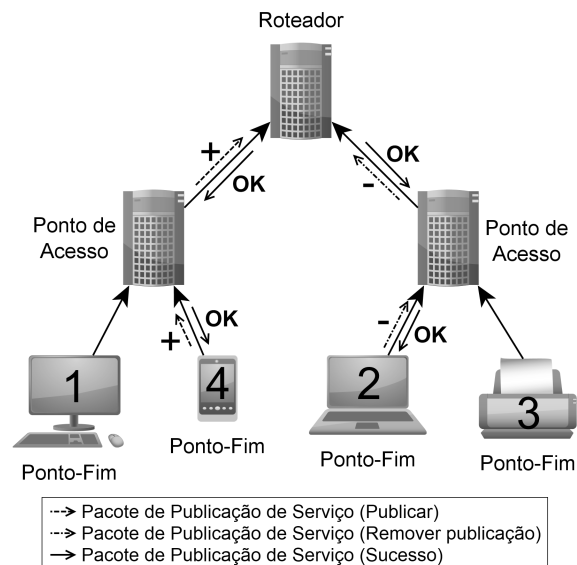 Roteador
+
OK
OK
-
Ponto de
Acesso
Ponto de
Acesso
+
OK
-
OK
1
4
2
3
Ponto-Fim
Ponto-Fim
Ponto-Fim
Ponto-Fim
Pacote de Publicação de Serviço (Publicar)
Pacote de Publicação de Serviço (Remover publicação)
Pacote de Publicação de Serviço (Sucesso)